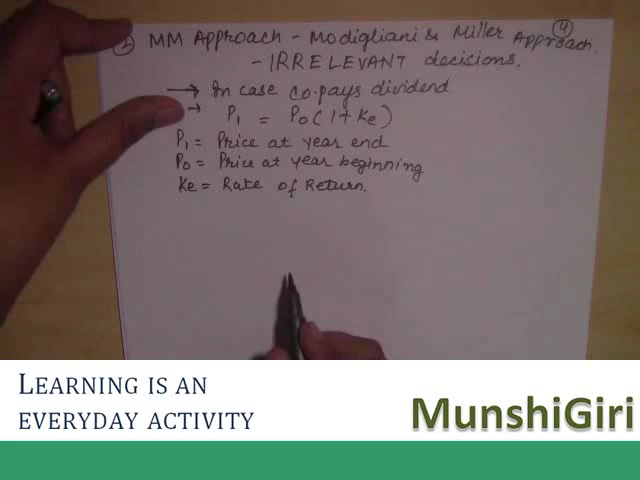 ① MM Approach - Modigliani & Miller Approach. ④
- IRRELEVANT decisions.
→ In case co. pays dividend
→ P1 = P0 (1+Ke)
P1 = Price at year end
P0 = Price at year beginning
Ke = Rate of Return.
LEARNING IS AN
EVERYDAY ACTIVITY
MunshiGiri